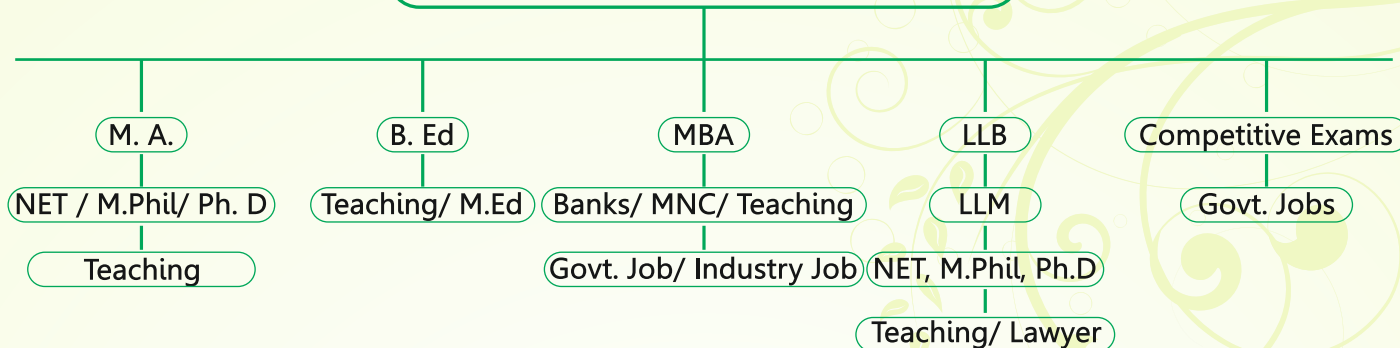 M. A.
B. Ed
MBA
LLB
Competitive Exams
NET / M.Phil/ Ph. D
Teaching/ M.Ed
Banks/ MNC/ Teaching
LLM
Govt. Jobs
Teaching
Govt. Job/ Industry Job
NET, M.Phil, Ph.D
Teaching/ Lawyer